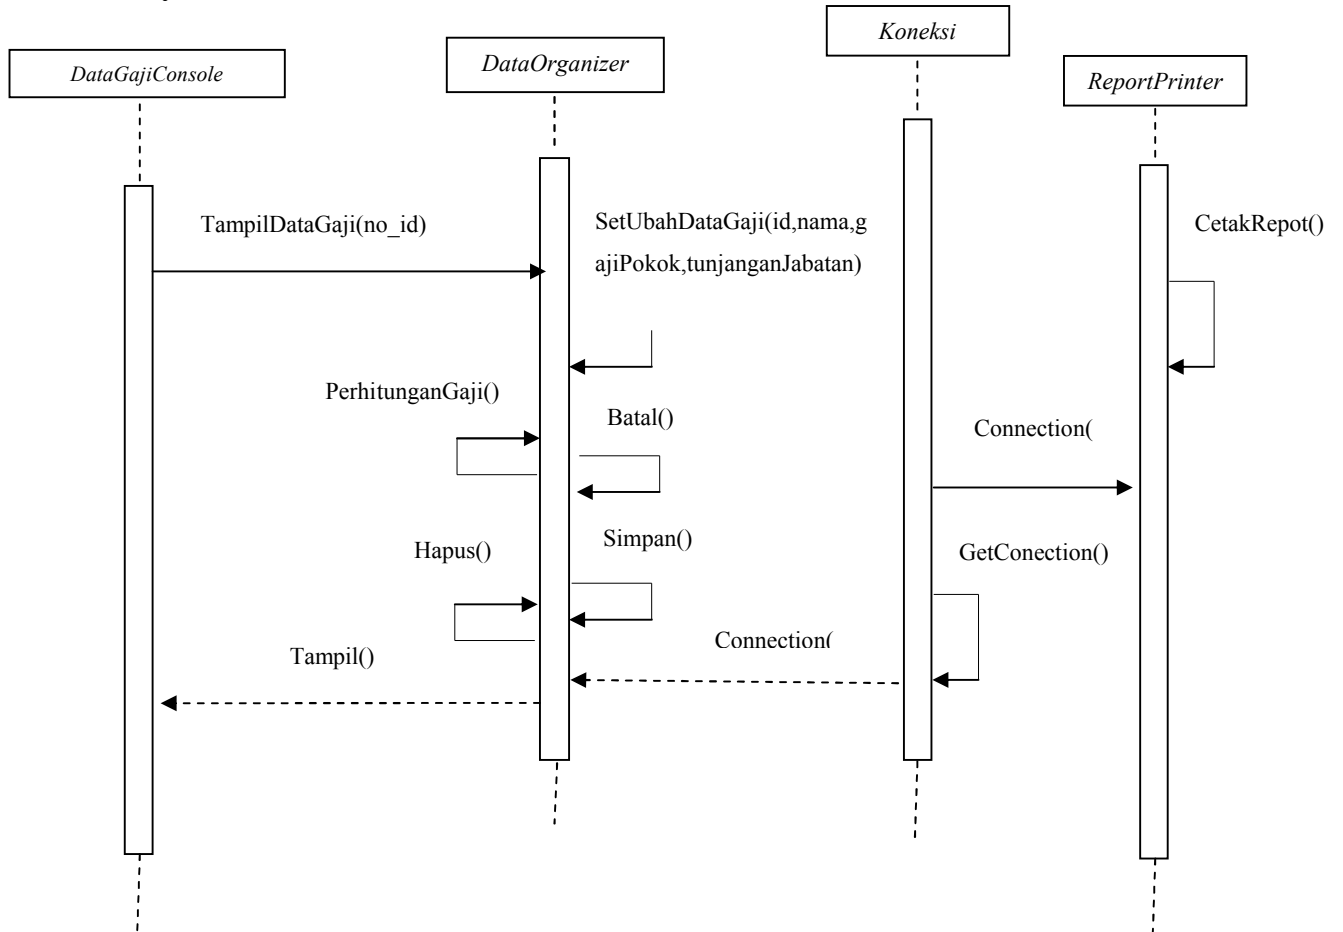 Koneksi
DataOrganizer
DataGajiConsole
ReportPrinter
TampilDataGaji(no_id)
SetUbahDataGaji(id,nama,g
ajiPokok,tunjanganJabatan)
CetakRepot()
PerhitunganGaji()
Batal()
Connection(
Hapus()
Simpan()
GetConection()
Tampil()
Connection(